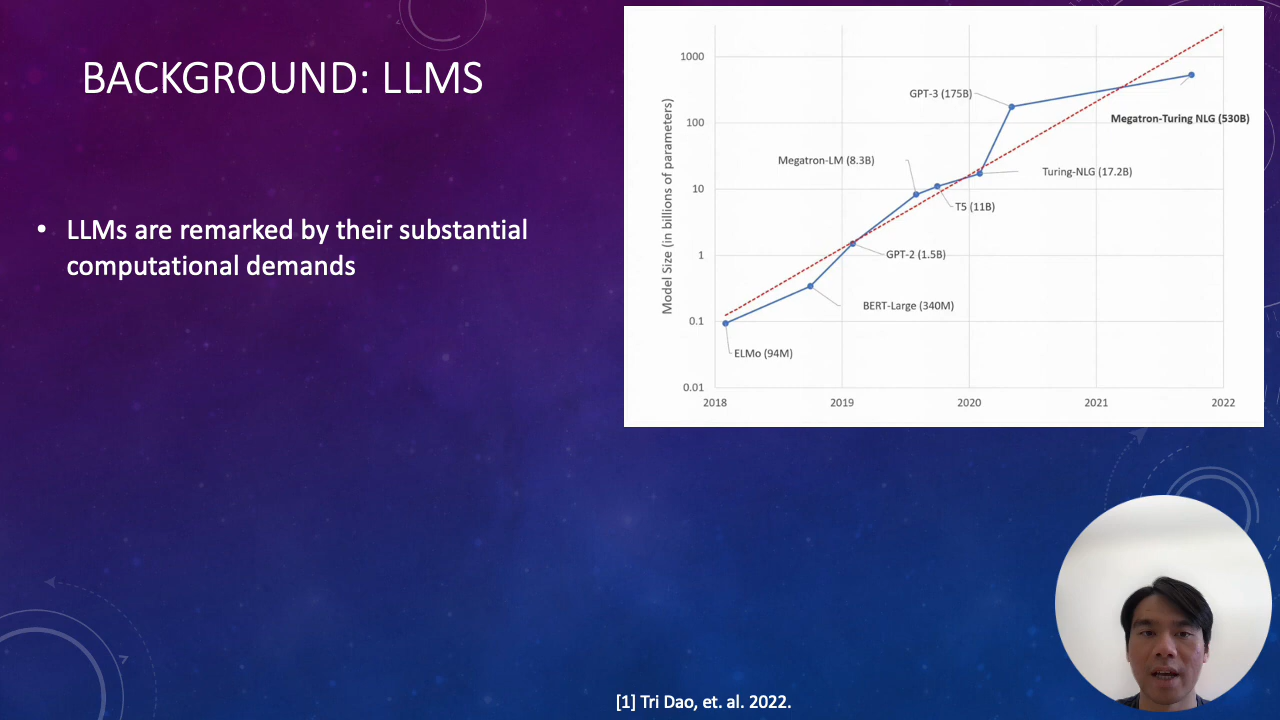 BACKGROUND: LLMS
• LLMs are remarked by their substantial
computational demands
Model Size (in billions of parameters)
1000
100
10
1
0.1
0.01
2018
2019
2020
2021
2022
GPT-3 (175B)
Megatron-Turing NLG (530B)
Megatron-LM (8.3B)
Turing-NLG (17.2B)
T5 (11B)
GPT-2 (1.5B)
BERT-Large (340M)
ELMo (94M)
[1] Tri Dao, et. al. 2022.